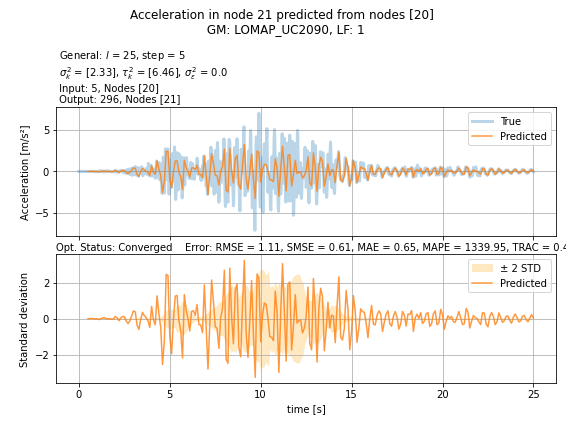 Acceleration in node 21 predicted from nodes [20]
GM: LOMAP_UC2090, LF: 1
General: l = 25, step = 5
σ²ₖ = [2.33], τ²ₖ = [6.46], σ²ε = 0.0
Input: 5, Nodes [20]
Output: 296, Nodes [21]
5
0
−5
Acceleration [m/s²]
True
Predicted
Opt. Status: Converged Error: RMSE = 1.11, SMSE = 0.61, MAE = 0.65, MAPE = 1339.95, TRAC = 0.4
2
0
−2
Standard deviation
± 2 STD
Predicted
0 5 10 15 20 25
time [s]